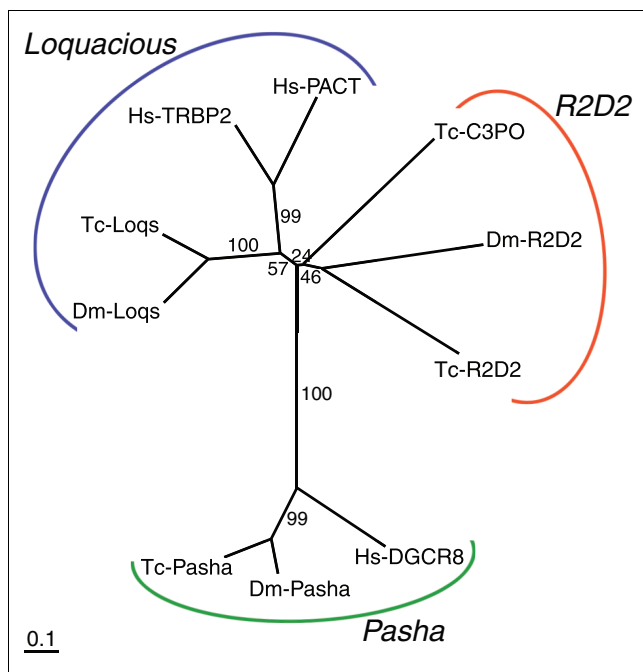 Loquacious
Hs-PACT
R2D2
Hs-TRBP2
Tc-C3PO
99
Tc-Loqs
100
Dm-R2D2
24
57
46
Dm-Loqs
Tc-R2D2
100
99
Hs-DGCR8
Tc-Pasha
Dm-Pasha
Pasha
0.1